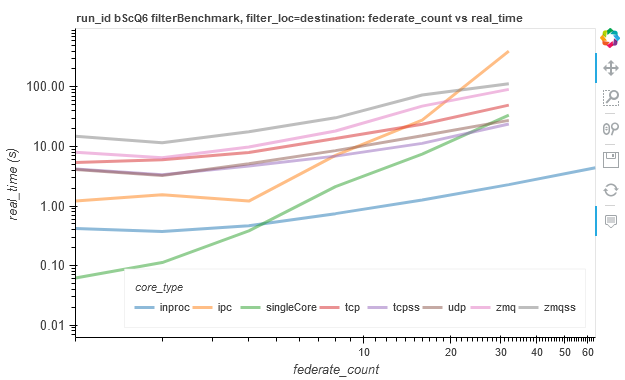 run_id bScQ6 filterBenchmark, filter_loc=destination: federate_count vs real_time
real_time (s)
100.00
10.00
1.00
0.10
0.01
core_type
inproc ipc singleCore tcp tcpss udp zmq zmqss
10 20 30 40 50 60
federate_count